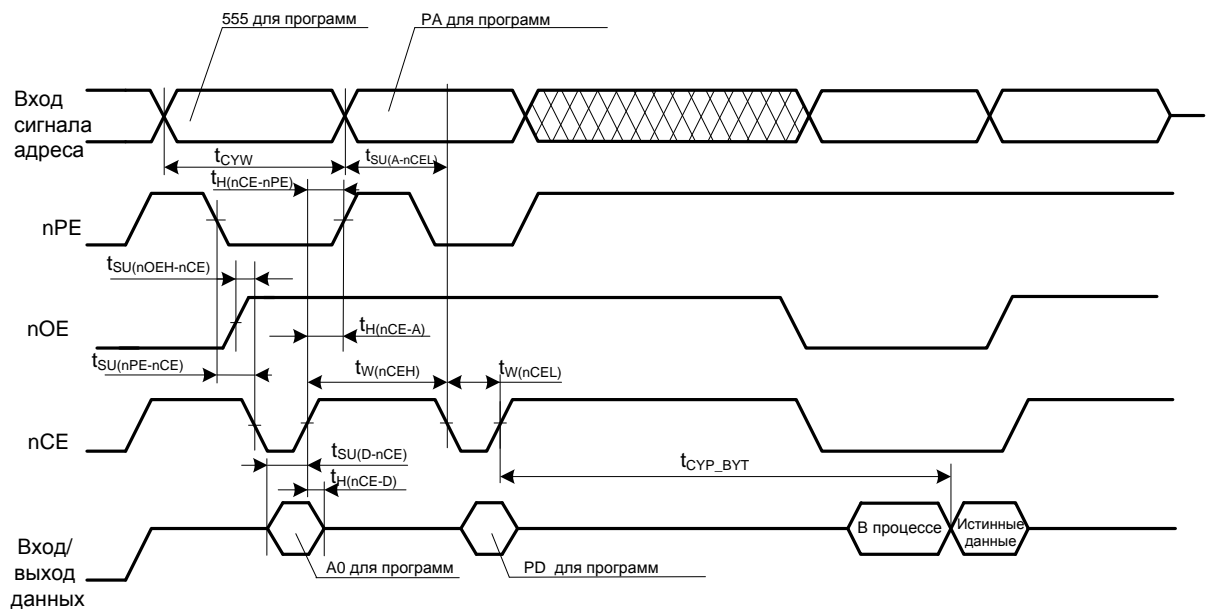 555 для программ
PA для программ
Вход
сигнала
адреса
tCYW
tSU(A-nCEL)
tH(nCE-nPE)
nPE
tSU(nOEH-nCE)
nOE
tH(nCE-A)
tSU(nPE-nCE)
tW(nCEH)
tW(nCEL)
nCE
tSU(D-nCE)
tCYP_BYT
tH(nCE-D)
В процессе
Истинные
данные
Вход/
выход
данных
A0 для программ
PD для программ